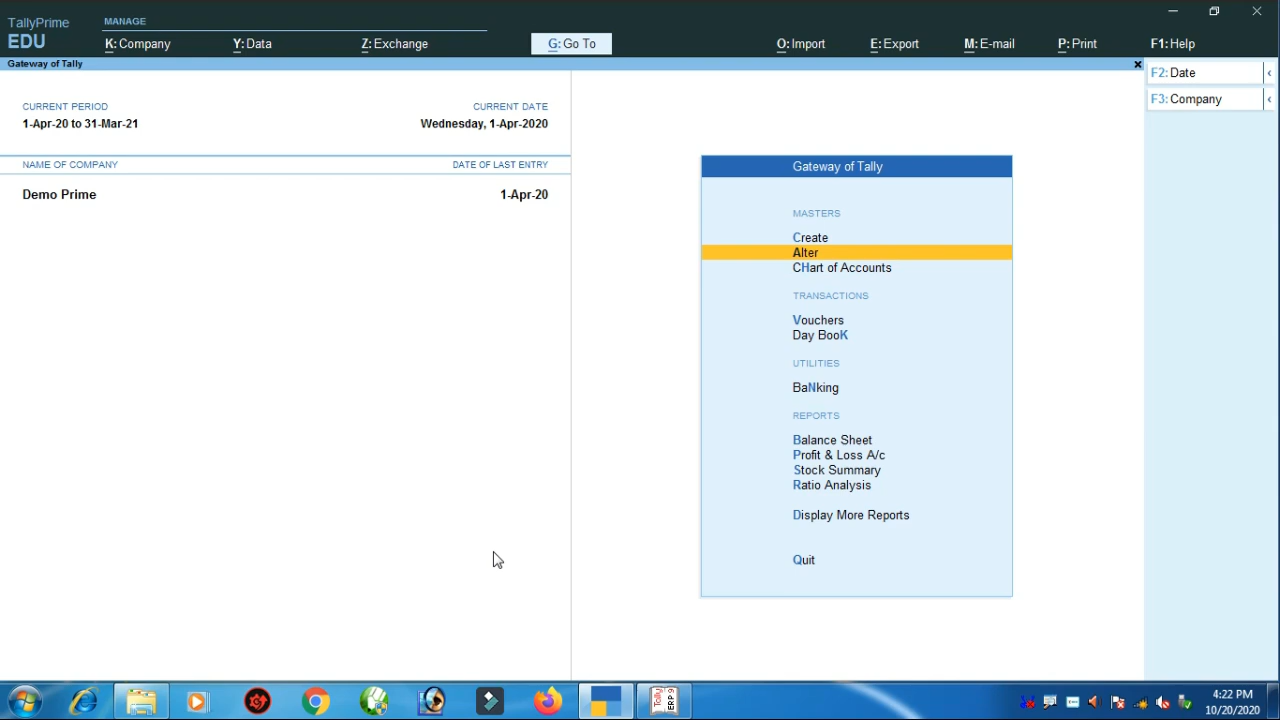 TallyPrime
EDU
MANAGE
K: Company
Y: Data
Z: Exchange
G: Go To
O: Import
E: Export
M: E-mail
P: Print
F1: Help
Gateway of Tally
F2: Date
F3: Company
CURRENT PERIOD
CURRENT DATE
1-Apr-20 to 31-Mar-21
Wednesday, 1-Apr-2020
NAME OF COMPANY
DATE OF LAST ENTRY
Demo Prime
1-Apr-20
Gateway of Tally
MASTERS
Create
Alter
CHart of Accounts
TRANSACTIONS
Vouchers
Day BooK
UTILITIES
BaNking
REPORTS
Balance Sheet
Profit & Loss A/c
Stock Summary
Ratio Analysis
Display More Reports
Quit
Tally
ERP 9
4:22 PM
10/20/2020